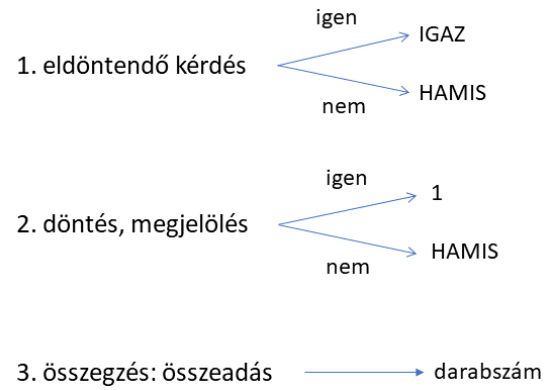 igen
IGAZ
1. eldöntendő kérdés
HAMIS
nem
igen
1
2. döntés, megjelölés
HAMIS
nem
3. összegzés: összeadás
darabszám